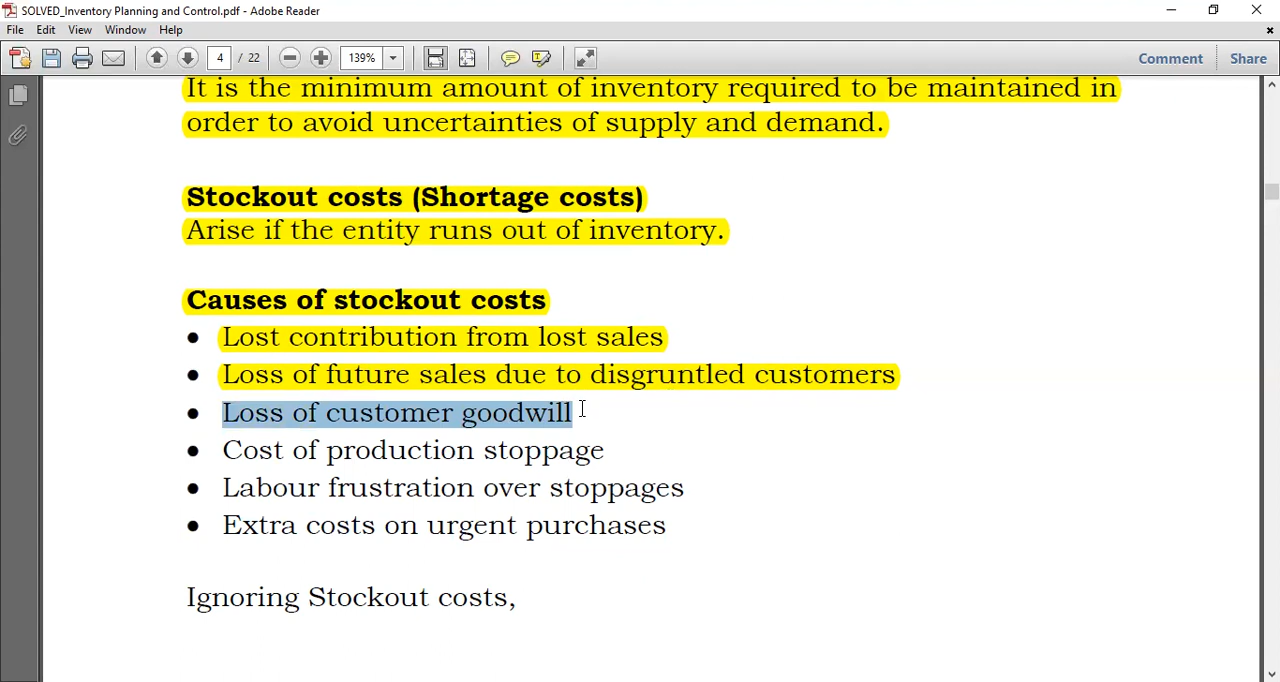 SOLVED_Inventory Planning and Control.pdf - Adobe Reader
File Edit View Window Help
4 / 22 139% Comment Share
It is the minimum amount of inventory required to be maintained in
order to avoid uncertainties of supply and demand.
Stockout costs (Shortage costs)
Arise if the entity runs out of inventory.
Causes of stockout costs
• Lost contribution from lost sales
• Loss of future sales due to disgruntled customers
• Loss of customer goodwill
• Cost of production stoppage
• Labour frustration over stoppages
• Extra costs on urgent purchases
Ignoring Stockout costs,